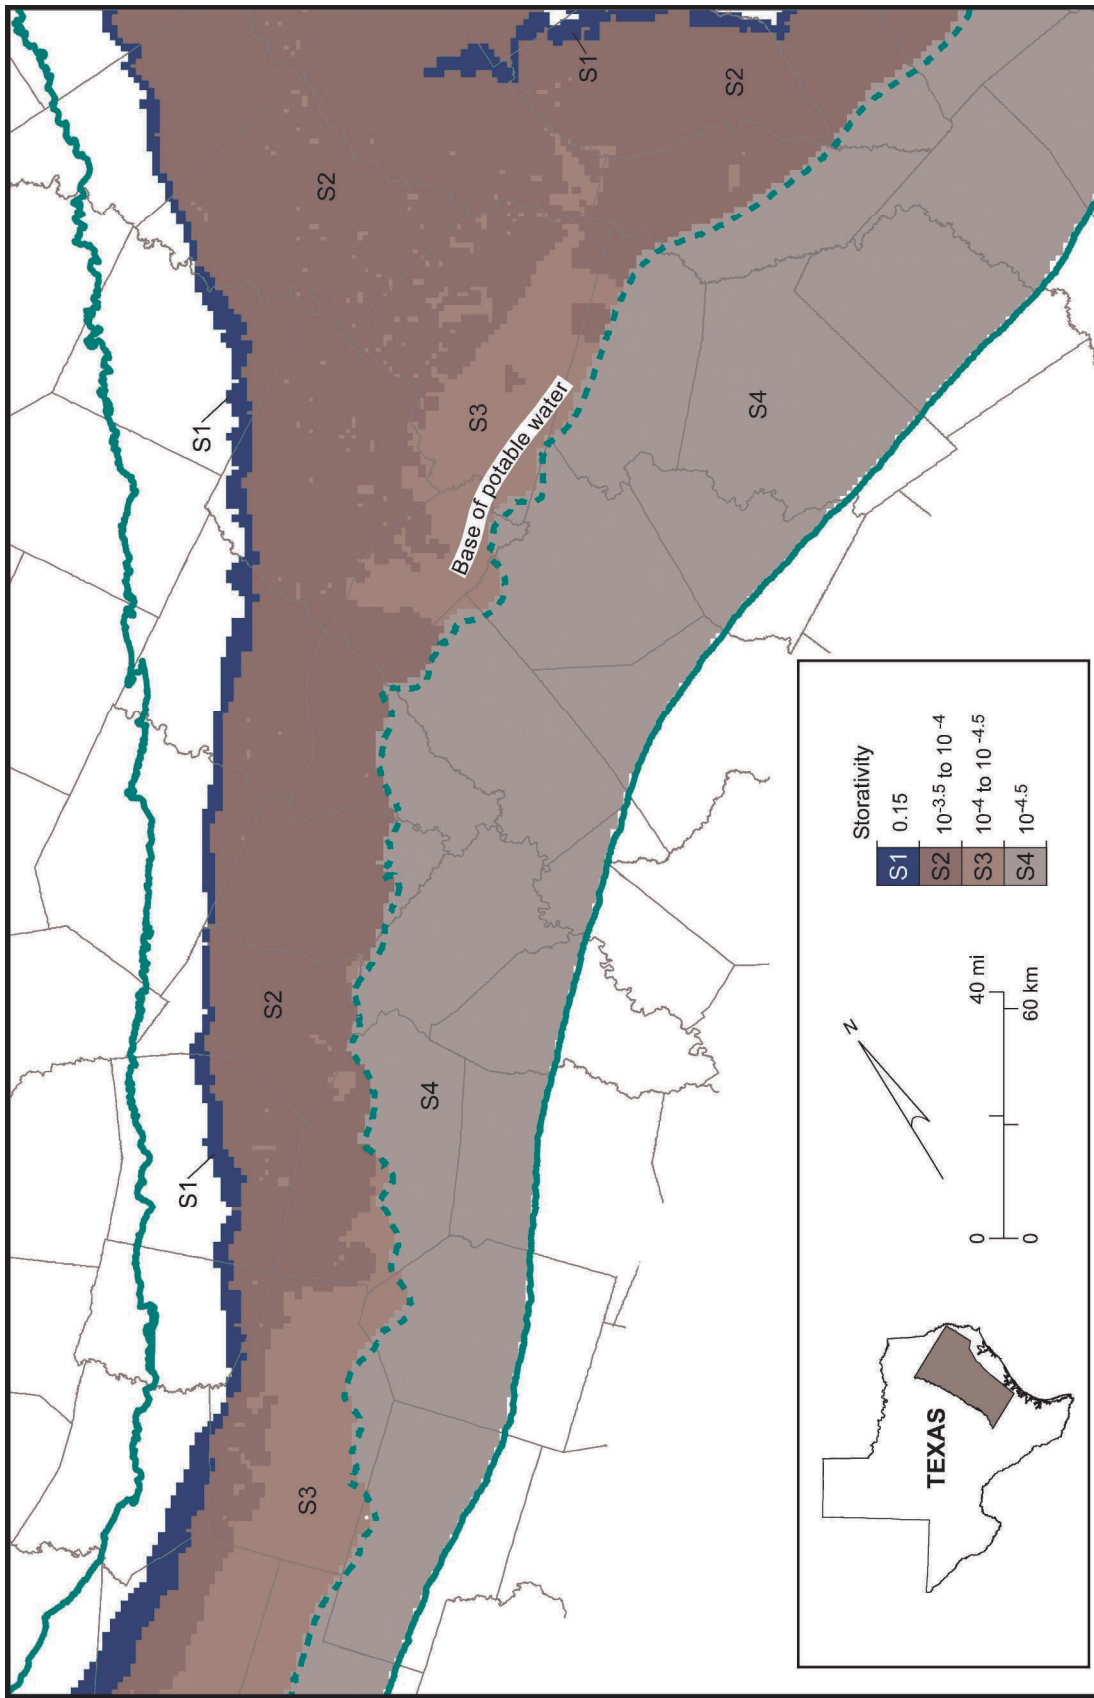 S1
S2
S1
S2
S1
S3
Base of potable water
S4
S2
S4
S1
S3
Storativity
S1 0.15
S2 10-3.5 to 10-4
S3 10-4 to 10-4.5
S4 10-4.5
N
0 40 mi
0 60 km
TEXAS